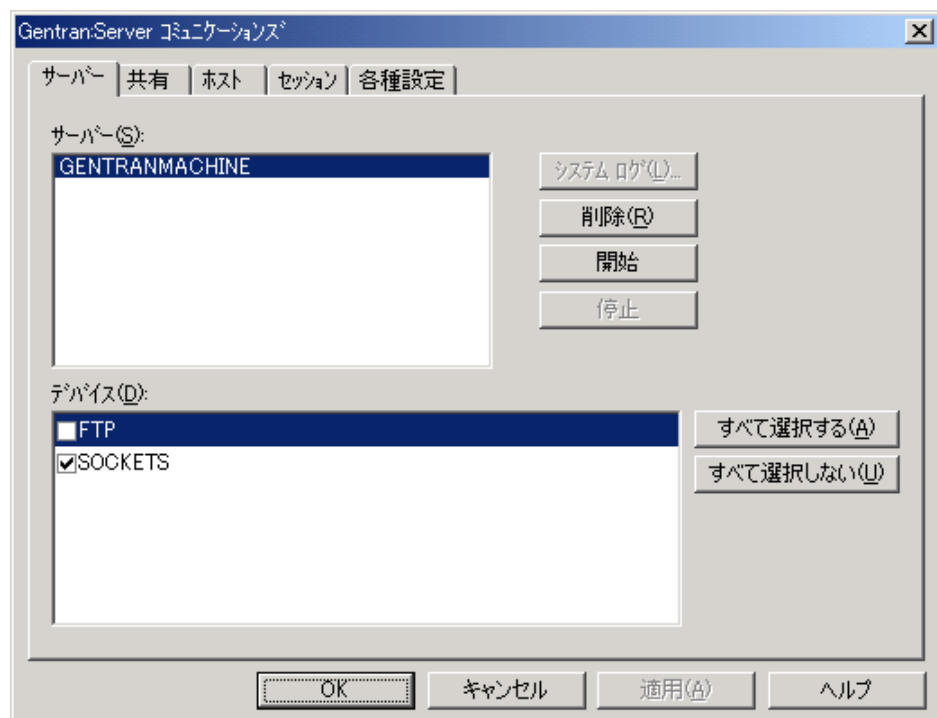 Gentran:Server コミュニケーションズ
サーバー 共有 ホスト セッション 各種設定
サーバー(S):
GENTRANMACHINE
システム ログ(L)...
削除(R)
開始
停止
デバイス(D):
FTP
SOCKETS
すべて選択する(A)
すべて選択しない(U)
OK キャンセル 適用(A) ヘルプ